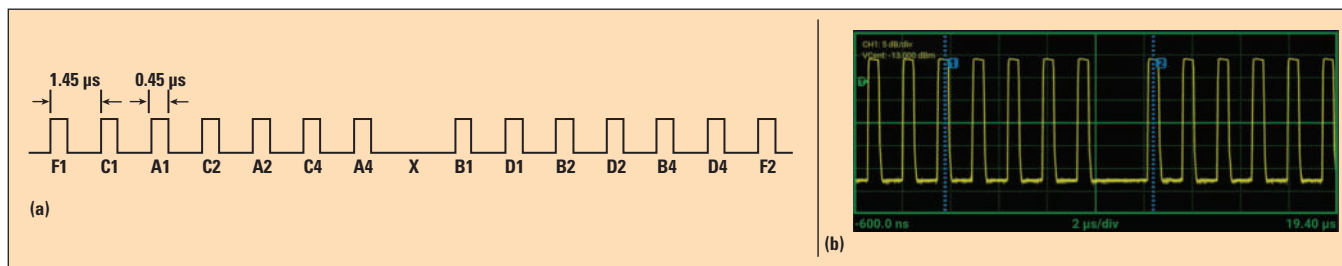 1.45 µs 0.45 µs
F1 C1 A1 C2 A2 C4 A4 X B1 D1 B2 D2 B4 D4 F2
(a)
CH1: 5 dB/div
VCent: -13.000 dBm
1 2
T
-600.0 ns 2 µs/div 19.40 µs
(b)